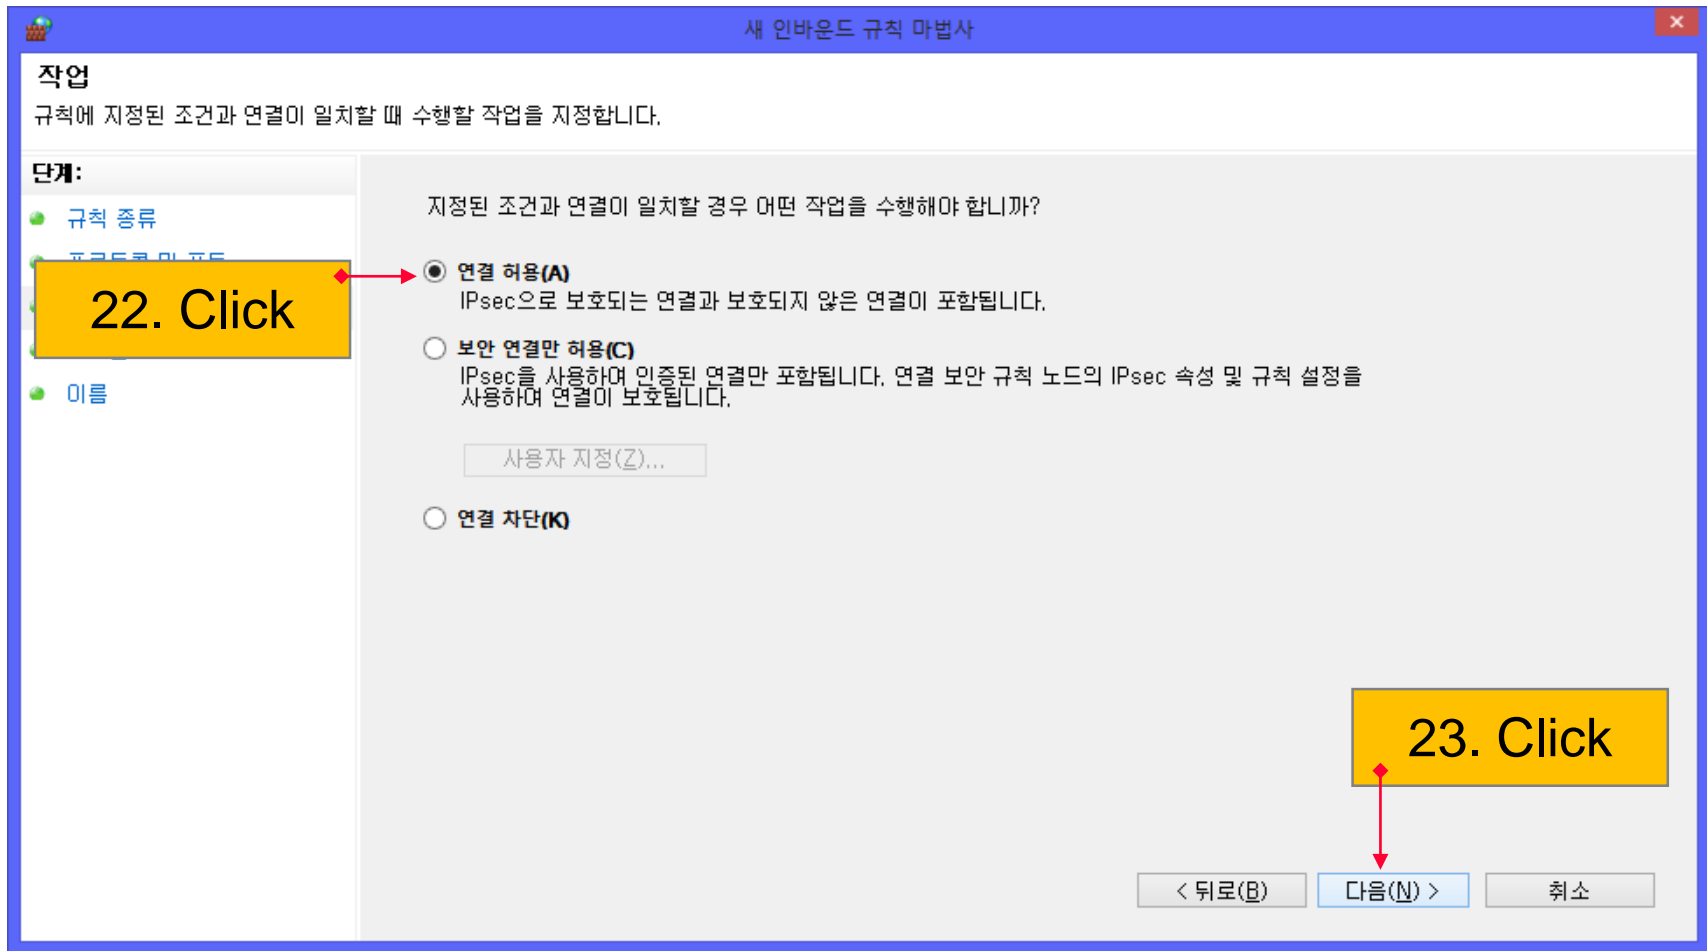 새 인바운드 규칙 마법사
작업
규칙에 지정된 조건과 연결이 일치할 때 수행할 작업을 지정합니다.
단계:
규칙 종류
프로토콜 및 포트
이름
22. Click
지정된 조건과 연결이 일치할 경우 어떤 작업을 수행해야 합니까?
연결 허용(A)
IPsec으로 보호되는 연결과 보호되지 않은 연결이 포함됩니다.
보안 연결만 허용(C)
IPsec을 사용하여 인증된 연결만 포함됩니다. 연결 보안 규칙 노드의 IPsec 속성 및 규칙 설정을
사용하여 연결이 보호됩니다.
사용자 지정(Z)...
연결 차단(K)
23. Click
< 뒤로(B)
다음(N) >
취소